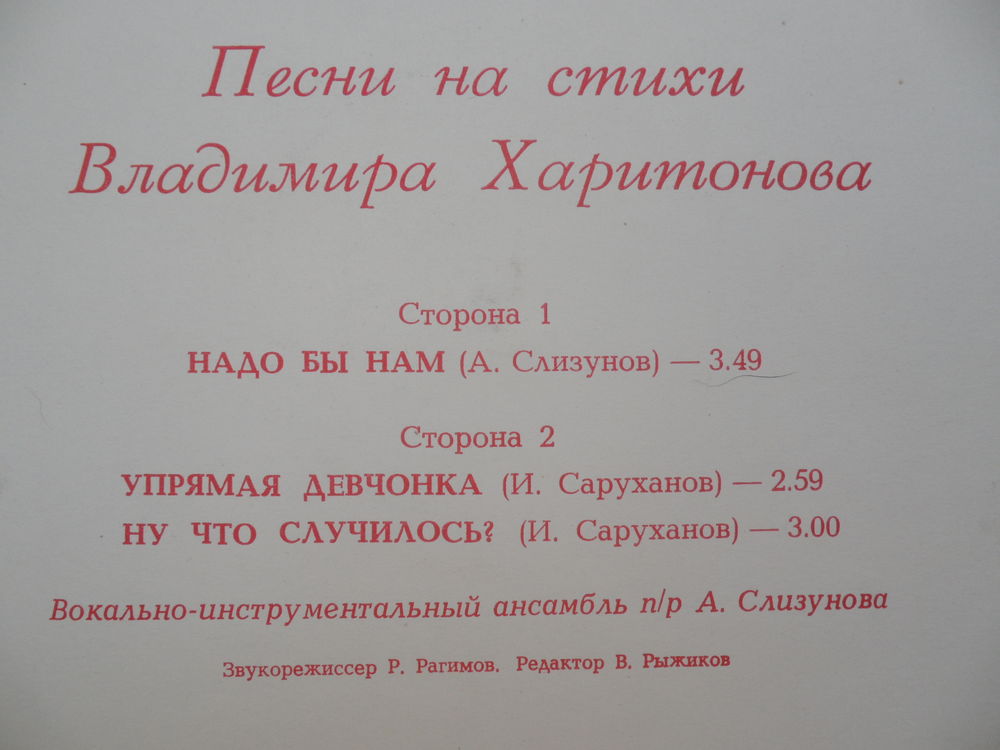 Песни на стихи
Владимира Харитонова
Сторона 1
НАДО БЫ НАМ (А. Слизунов) — 3.49
Сторона 2
УПРЯМАЯ ДЕВЧОНКА (И. Саруханов) — 2.59
НУ ЧТО СЛУЧИЛОСЬ? (И. Саруханов) — 3.00
Вокально-инструментальный ансамбль п/р А. Слизунова
Звукорежиссер Р. Рагимов. Редактор В. Рыжиков